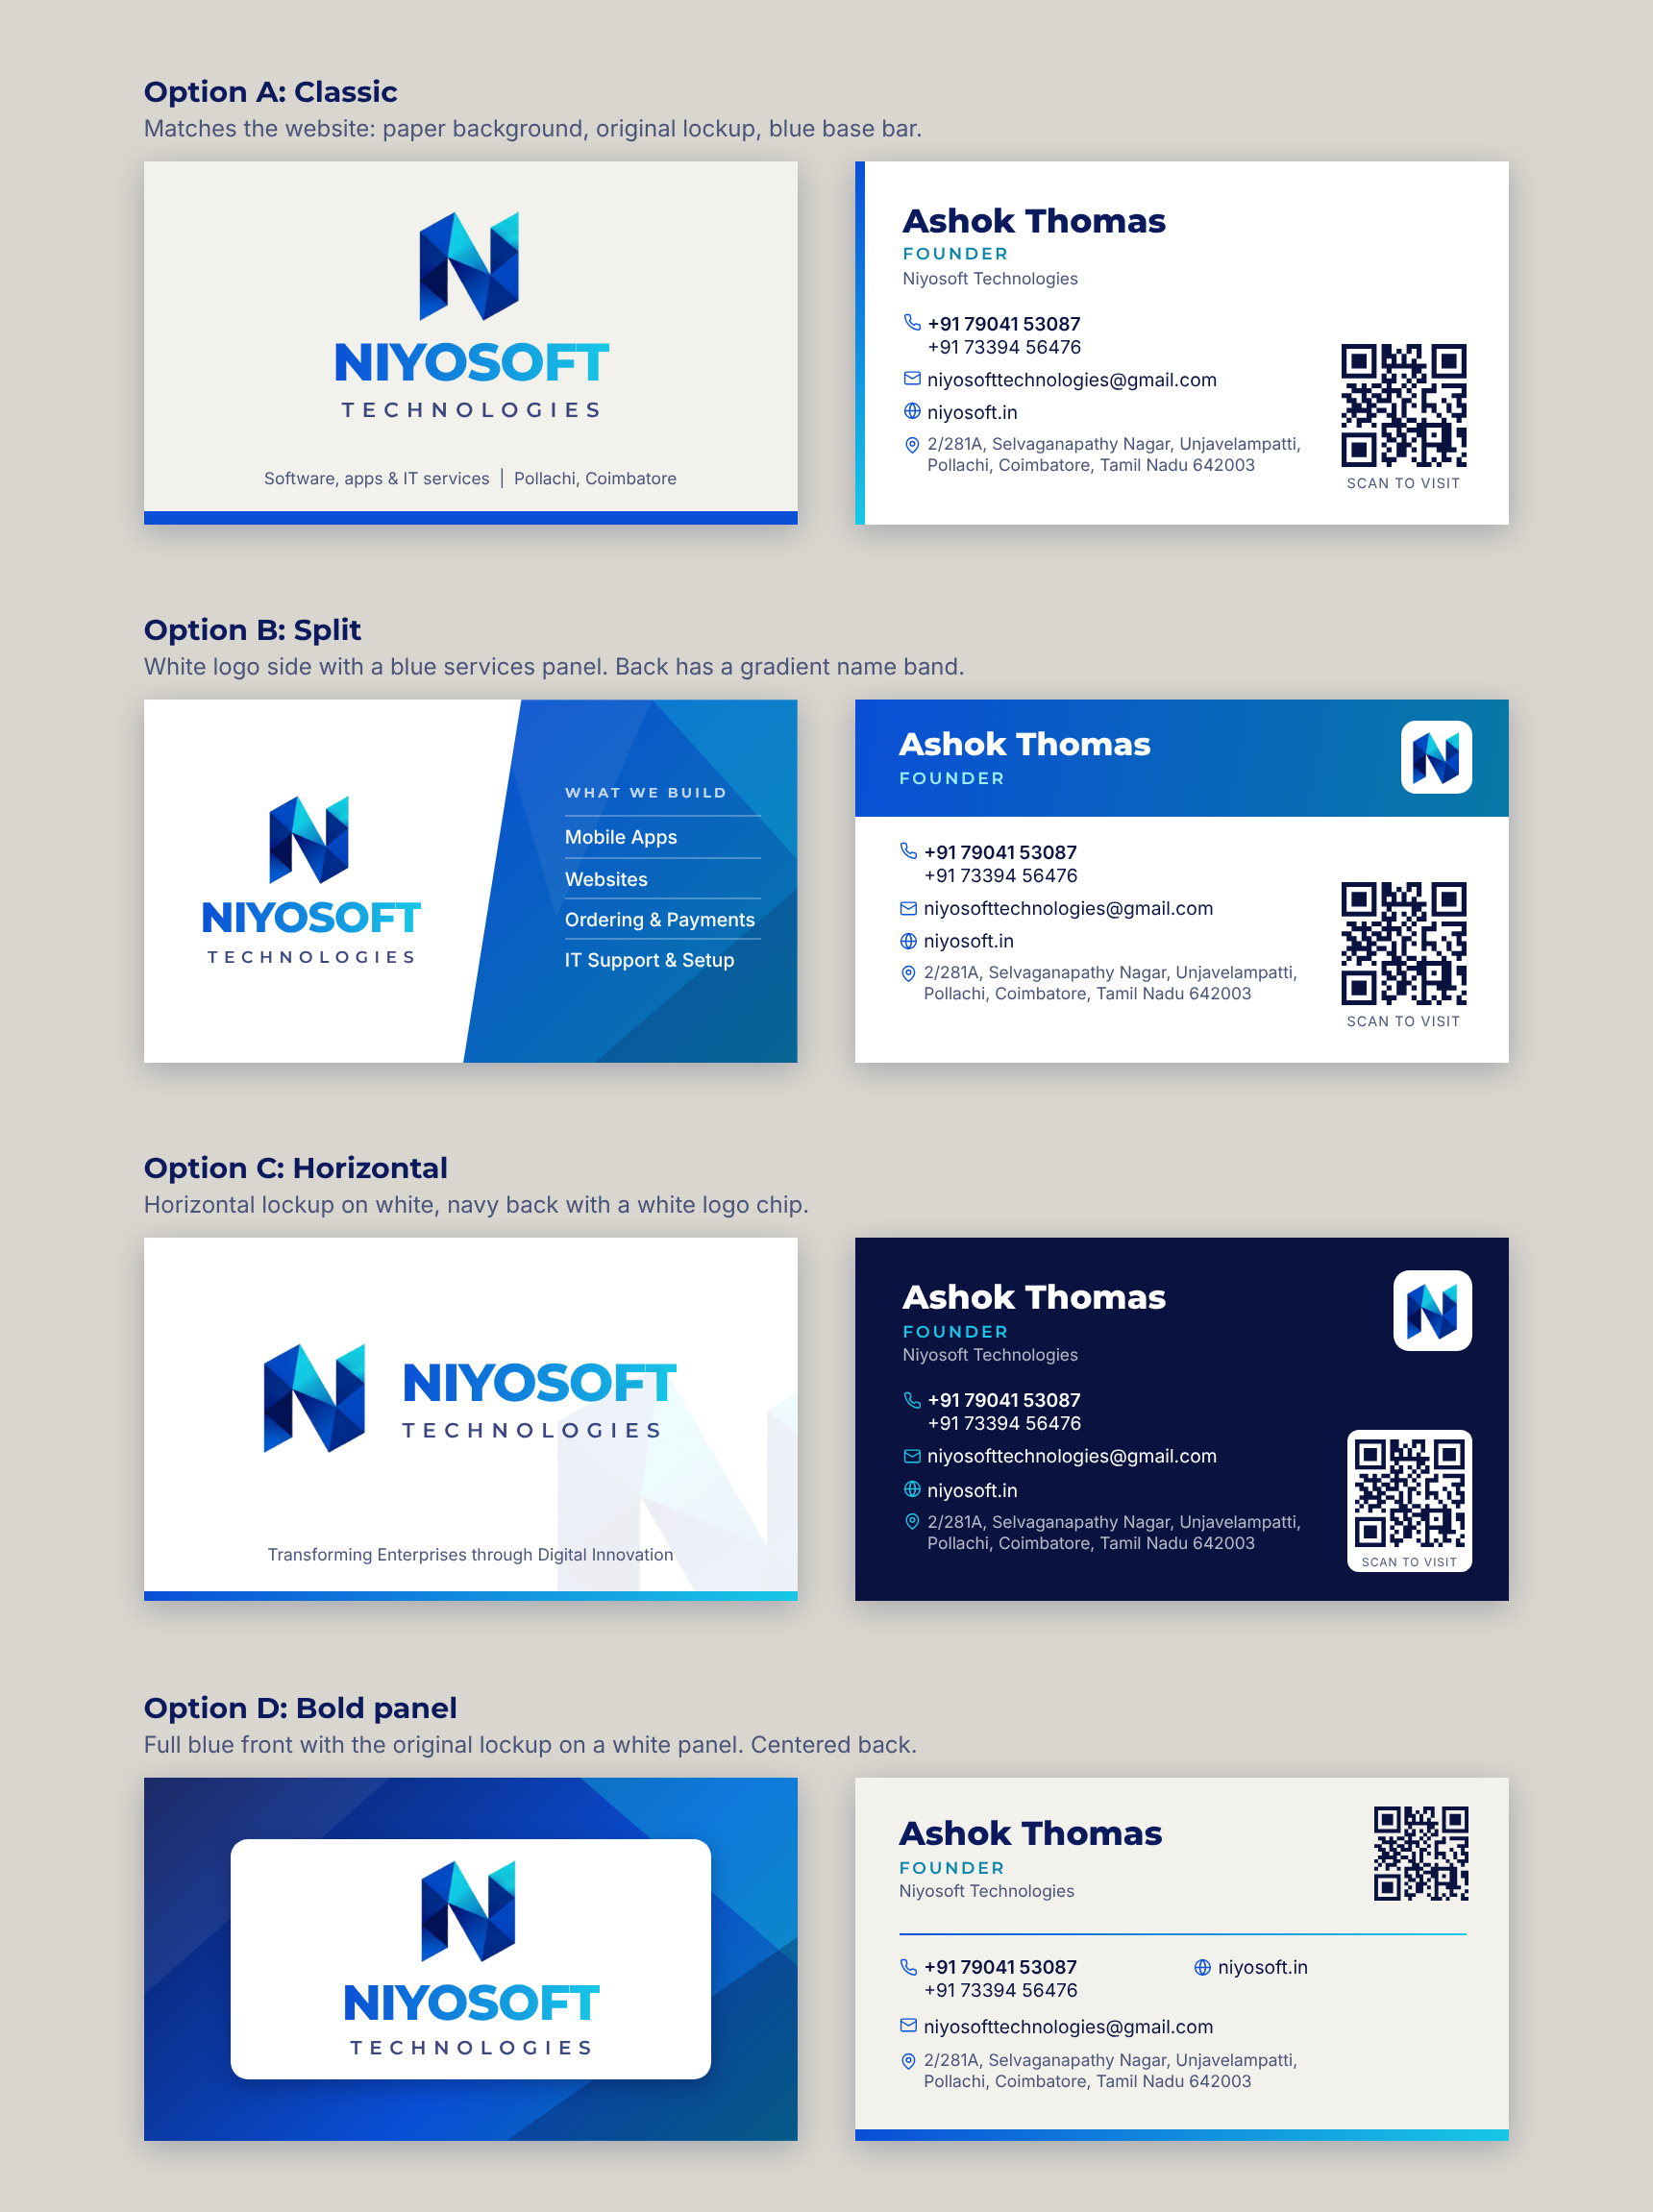 Option A: Classic
Matches the website: paper background, original lockup, blue base bar.
NIYOSOFT
TECHNOLOGIES
Software, apps & IT services | Pollachi, Coimbatore
Ashok Thomas
FOUNDER
Niyosoft Technologies
+91 79041 53087
+91 73394 56476
niyosofttechnologies@gmail.com
niyosoft.in
2/281A, Selvaganapathy Nagar, Unjavelampatti,
Pollachi, Coimbatore, Tamil Nadu 642003
SCAN TO VISIT
Option B: Split
White logo side with a blue services panel. Back has a gradient name band.
NIYOSOFT
TECHNOLOGIES
WHAT WE BUILD
Mobile Apps
Websites
Ordering & Payments
IT Support & Setup
Ashok Thomas
FOUNDER
+91 79041 53087
+91 73394 56476
niyosofttechnologies@gmail.com
niyosoft.in
2/281A, Selvaganapathy Nagar, Unjavelampatti,
Pollachi, Coimbatore, Tamil Nadu 642003
SCAN TO VISIT
Option C: Horizontal
Horizontal lockup on white, navy back with a white logo chip.
NIYOSOFT
TECHNOLOGIES
Transforming Enterprises through Digital Innovation
Ashok Thomas
FOUNDER
Niyosoft Technologies
+91 79041 53087
+91 73394 56476
niyosofttechnologies@gmail.com
niyosoft.in
2/281A, Selvaganapathy Nagar, Unjavelampatti,
Pollachi, Coimbatore, Tamil Nadu 642003
SCAN TO VISIT
Option D: Bold panel
Full blue front with the original lockup on a white panel. Centered back.
NIYOSOFT
TECHNOLOGIES
Ashok Thomas
FOUNDER
Niyosoft Technologies
+91 79041 53087
+91 73394 56476
niyosoft.in
niyosofttechnologies@gmail.com
2/281A, Selvaganapathy Nagar, Unjavelampatti,
Pollachi, Coimbatore, Tamil Nadu 642003